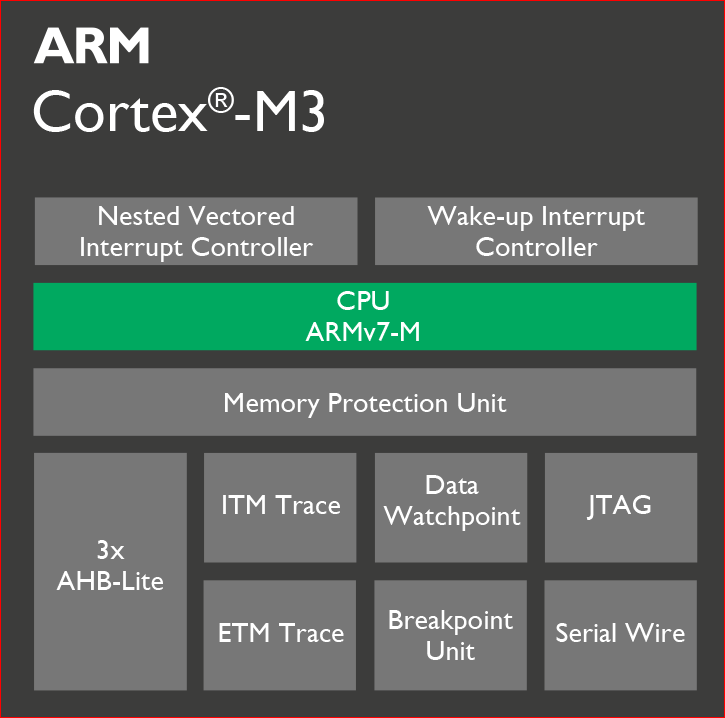 ARM
Cortex®-M3
Nested Vectored
Interrupt Controller
Wake-up Interrupt
Controller
CPU
ARMv7-M
Memory Protection Unit
3x
AHB-Lite
ITM Trace
Data
Watchpoint
JTAG
ETM Trace
Breakpoint
Unit
Serial Wire